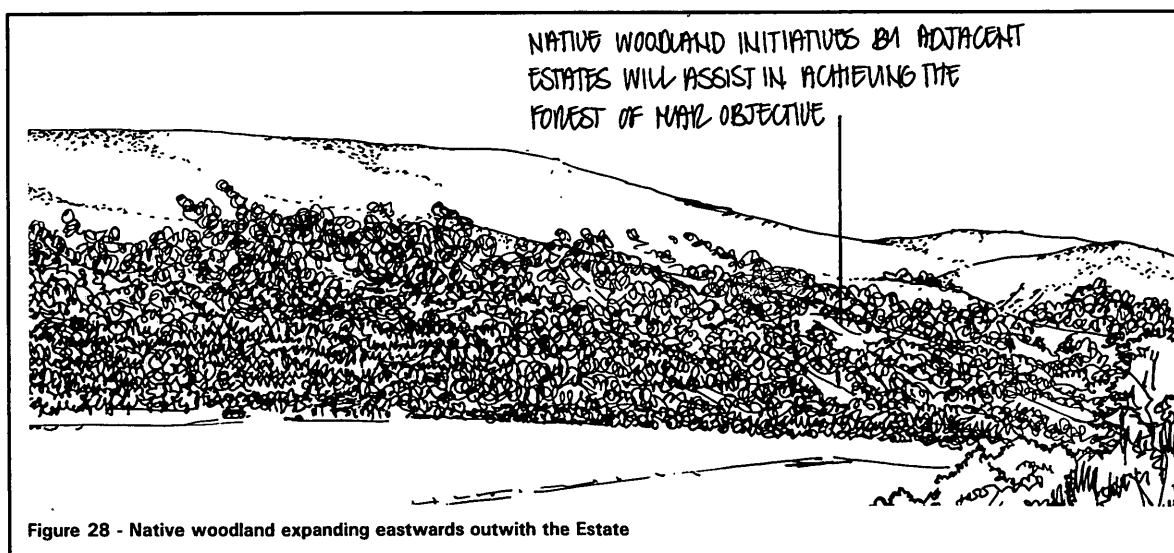 NATIVE WOODLAND INITIATIVES BY ADJACENT
ESTATES WILL ASSIST IN ACHIEVING THE
FOREST OF MAR OBJECTIVE
Figure 28 - Native woodland expanding eastwards outwith the Estate